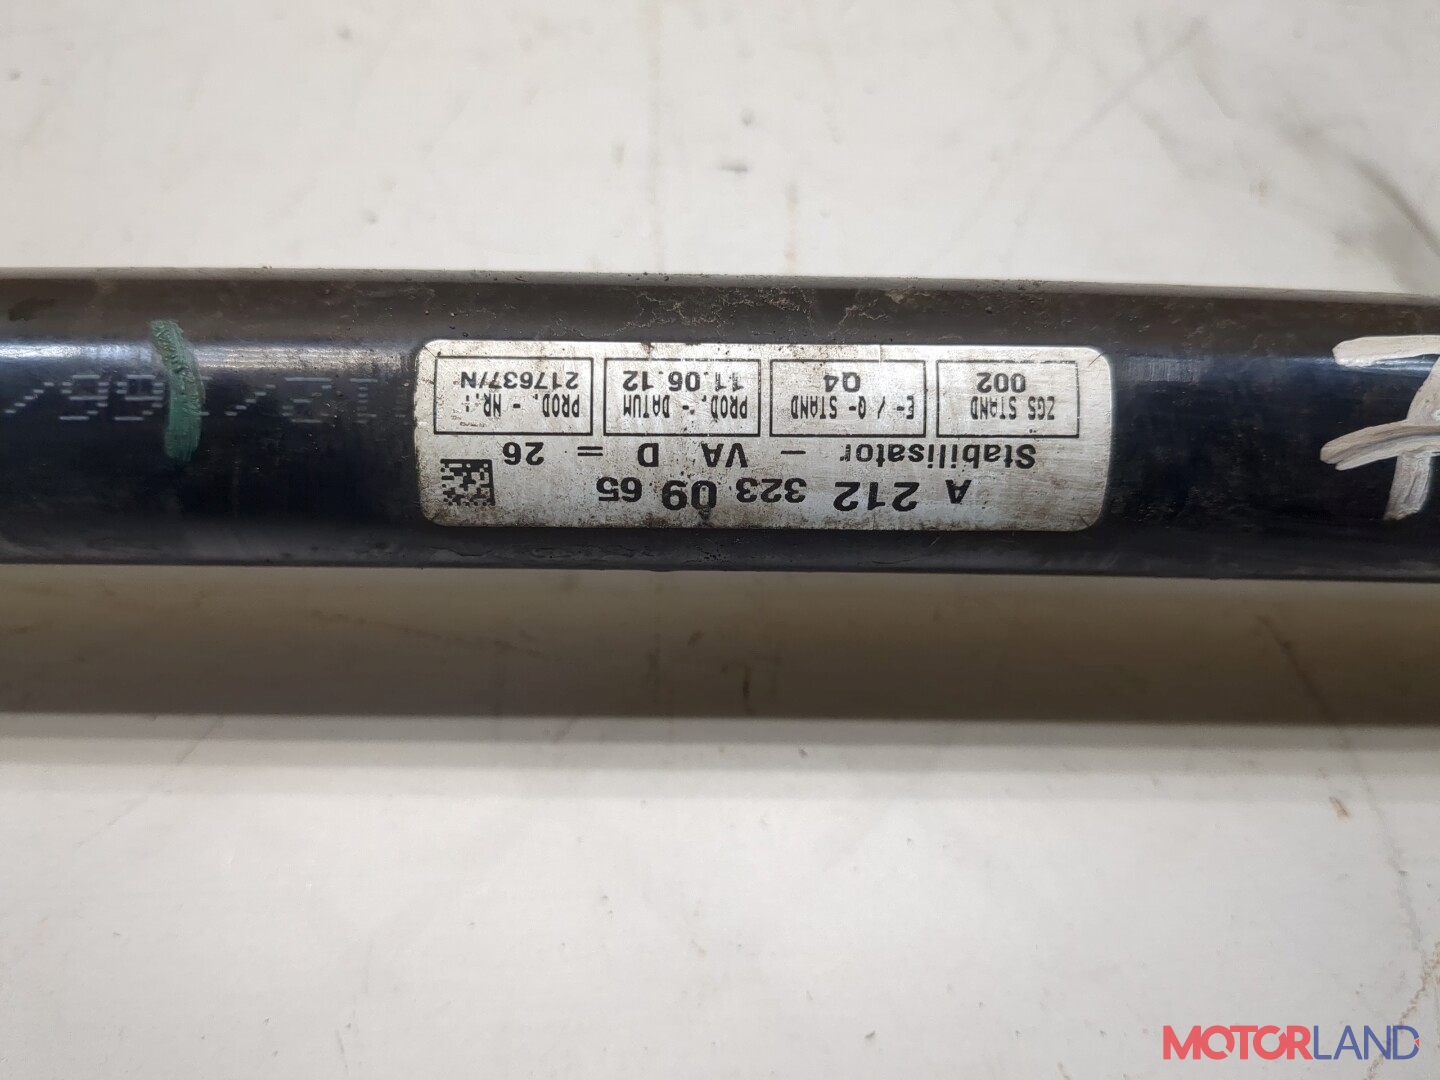 A 212 323 09 65
Stabilisator - VA D = 26
ZGS STAND
002
E- / Q- STAND
Q4
PROD. - DATUM
11.06.12
PROD. - NR.:
217637/N
MOTORLAND